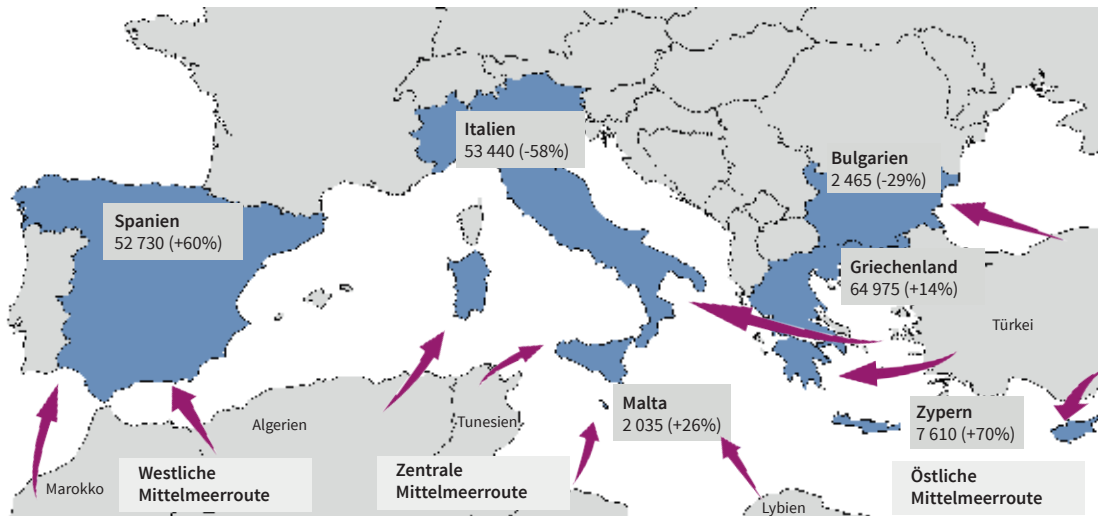 Italien
53 440 (-58%)
Bulgarien
2 465 (-29%)
Spanien
52 730 (+60%)
Griechenland
64 975 (+14%)
Türkei
Malta
2 035 (+26%)
Zypern
7 610 (+70%)
Algerien
Tunesien
Marokko
Westliche
Mittelmeerroute
Zentrale
Mittelmeerroute
Östliche
Mittelmeerroute
Lybien